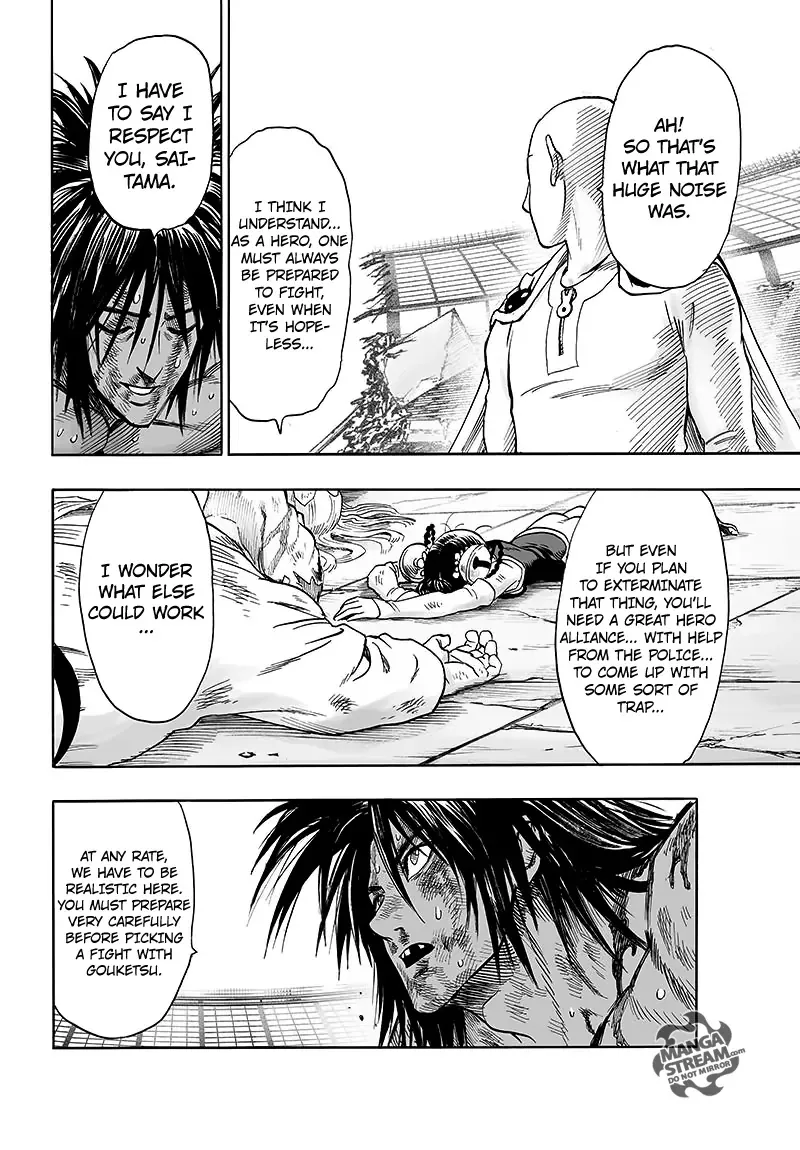 AH!
SO THAT'S
WHAT THAT
HUGE NOISE
WAS.
I THINK I
UNDERSTAND...
AS A HERO, ONE
MUST ALWAYS
BE PREPARED
TO FIGHT,
EVEN WHEN
IT'S HOPE-
LESS...
I HAVE
TO SAY I
RESPECT
YOU, SAI-
TAMA.
BUT EVEN
IF YOU PLAN
TO EXTERMINATE
THAT THING, YOU'LL
NEED A GREAT HERO
ALLIANCE... WITH HELP
FROM THE POLICE...
TO COME UP WITH
SOME SORT OF
TRAP...
I WONDER
WHAT ELSE
COULD WORK
...
AT ANY RATE,
WE HAVE TO BE
REALISTIC HERE.
YOU MUST PREPARE
VERY CAREFULLY
BEFORE PICKING
A FIGHT WITH
GOUKETSU.
MANGA
STREAM.com
DO NOT MIRROR